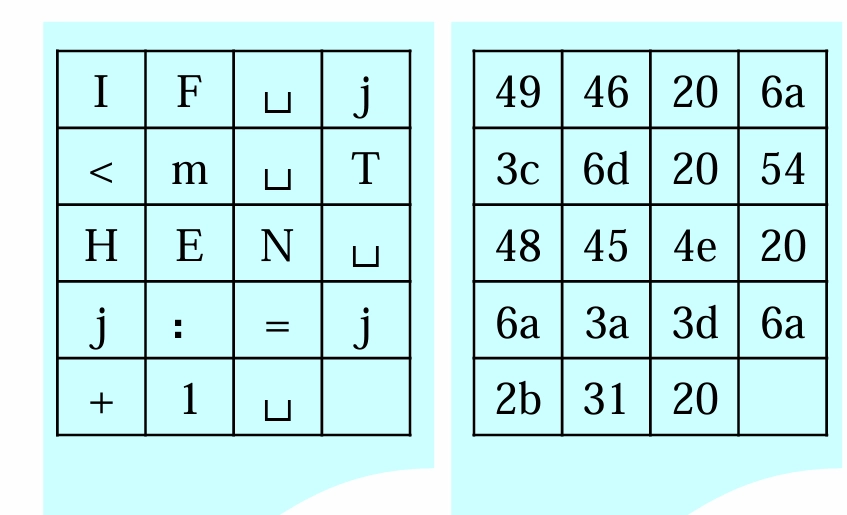 I F ␣ j
< m ␣ T
H E N ␣
j : = j
+ 1 ␣
49 46 20 6a
3c 6d 20 54
48 45 4e 20
6a 3a 3d 6a
2b 31 20